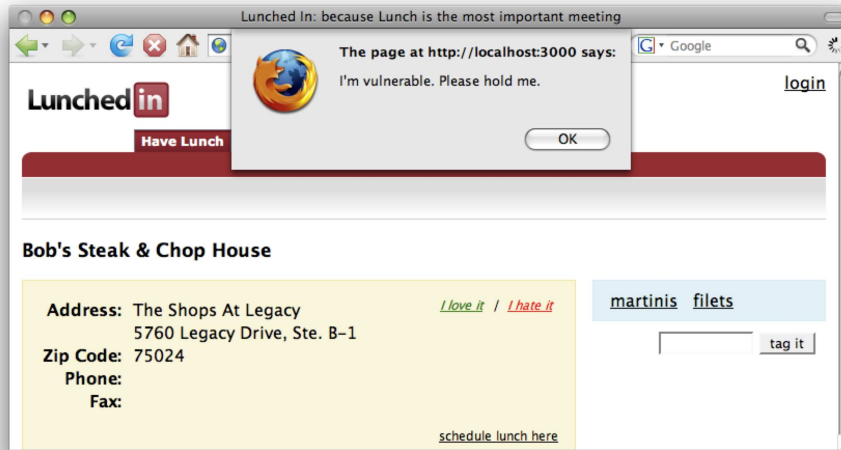 Lunched In: because Lunch is the most important meeting
G Google
The page at http://localhost:3000 says:
I'm vulnerable. Please hold me.
OK
Lunched in
login
Have Lunch
Bob's Steak & Chop House
Address: The Shops At Legacy
5760 Legacy Drive, Ste. B-1
Zip Code: 75024
Phone:
Fax:
I love it / I hate it
schedule lunch here
martinis filets
tag it